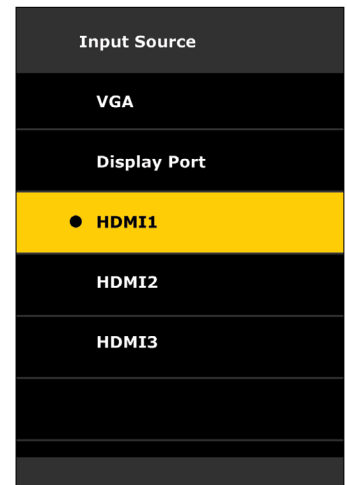 Input Source
VGA
Display Port
HDMI1
HDMI2
HDMI3